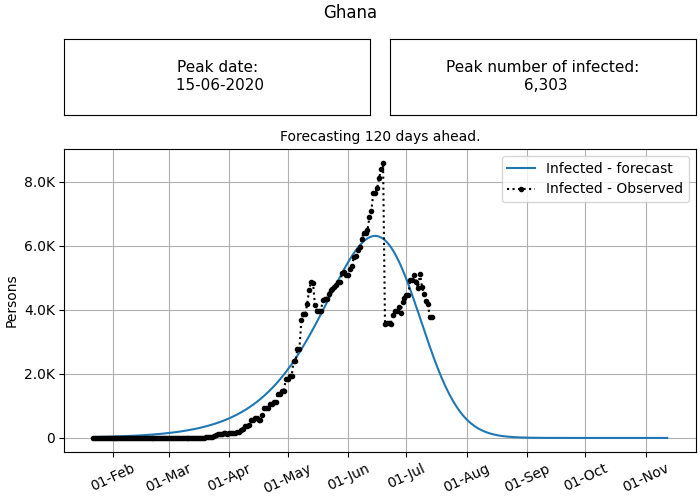 Ghana
Peak date:
15-06-2020
Peak number of infected:
6,303
Forecasting 120 days ahead.
Infected - forecast
Infected - Observed
8.0K
6.0K
4.0K
2.0K
0
Persons
01-Feb
01-Mar
01-Apr
01-May
01-Jun
01-Jul
01-Aug
01-Sep
01-Oct
01-Nov